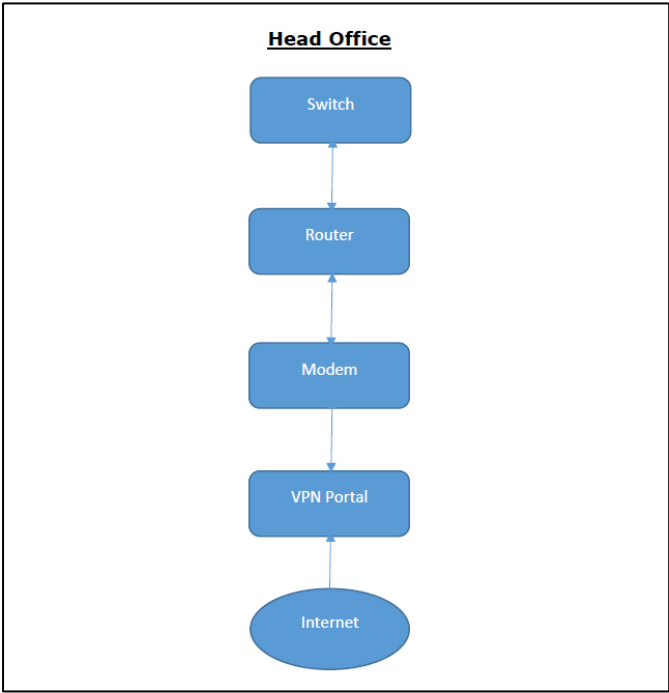 Head Office
Switch
Router
Modem
VPN Portal
Internet